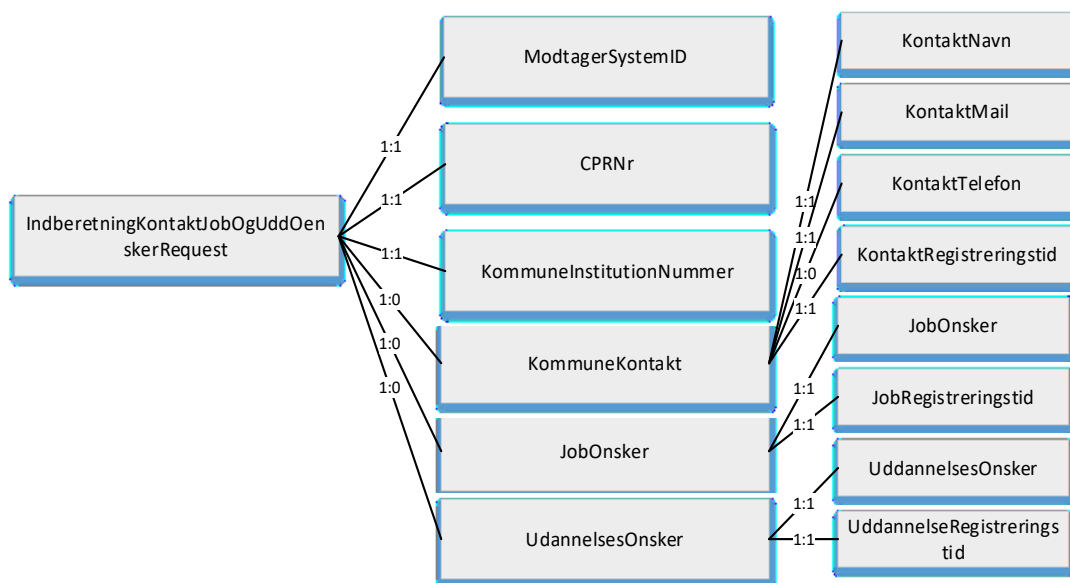 IndberetningKontaktJobOgUddOen
skerRequest
1:1
1:1
1:1
1:0
1:0
1:0
ModtagerSystemID
CPRNr
KommuneInstitutionNummer
KommuneKontakt
JobOnsker
UdannelsesOnsker
1:1
1:1
1:0
1:1
1:1
1:1
1:1
1:1
KontaktNavn
KontaktMail
KontaktTelefon
KontaktRegistreringstid
JobOnsker
JobRegistreringstid
UddannelsesOnsker
UddannelseRegistrerings
tid